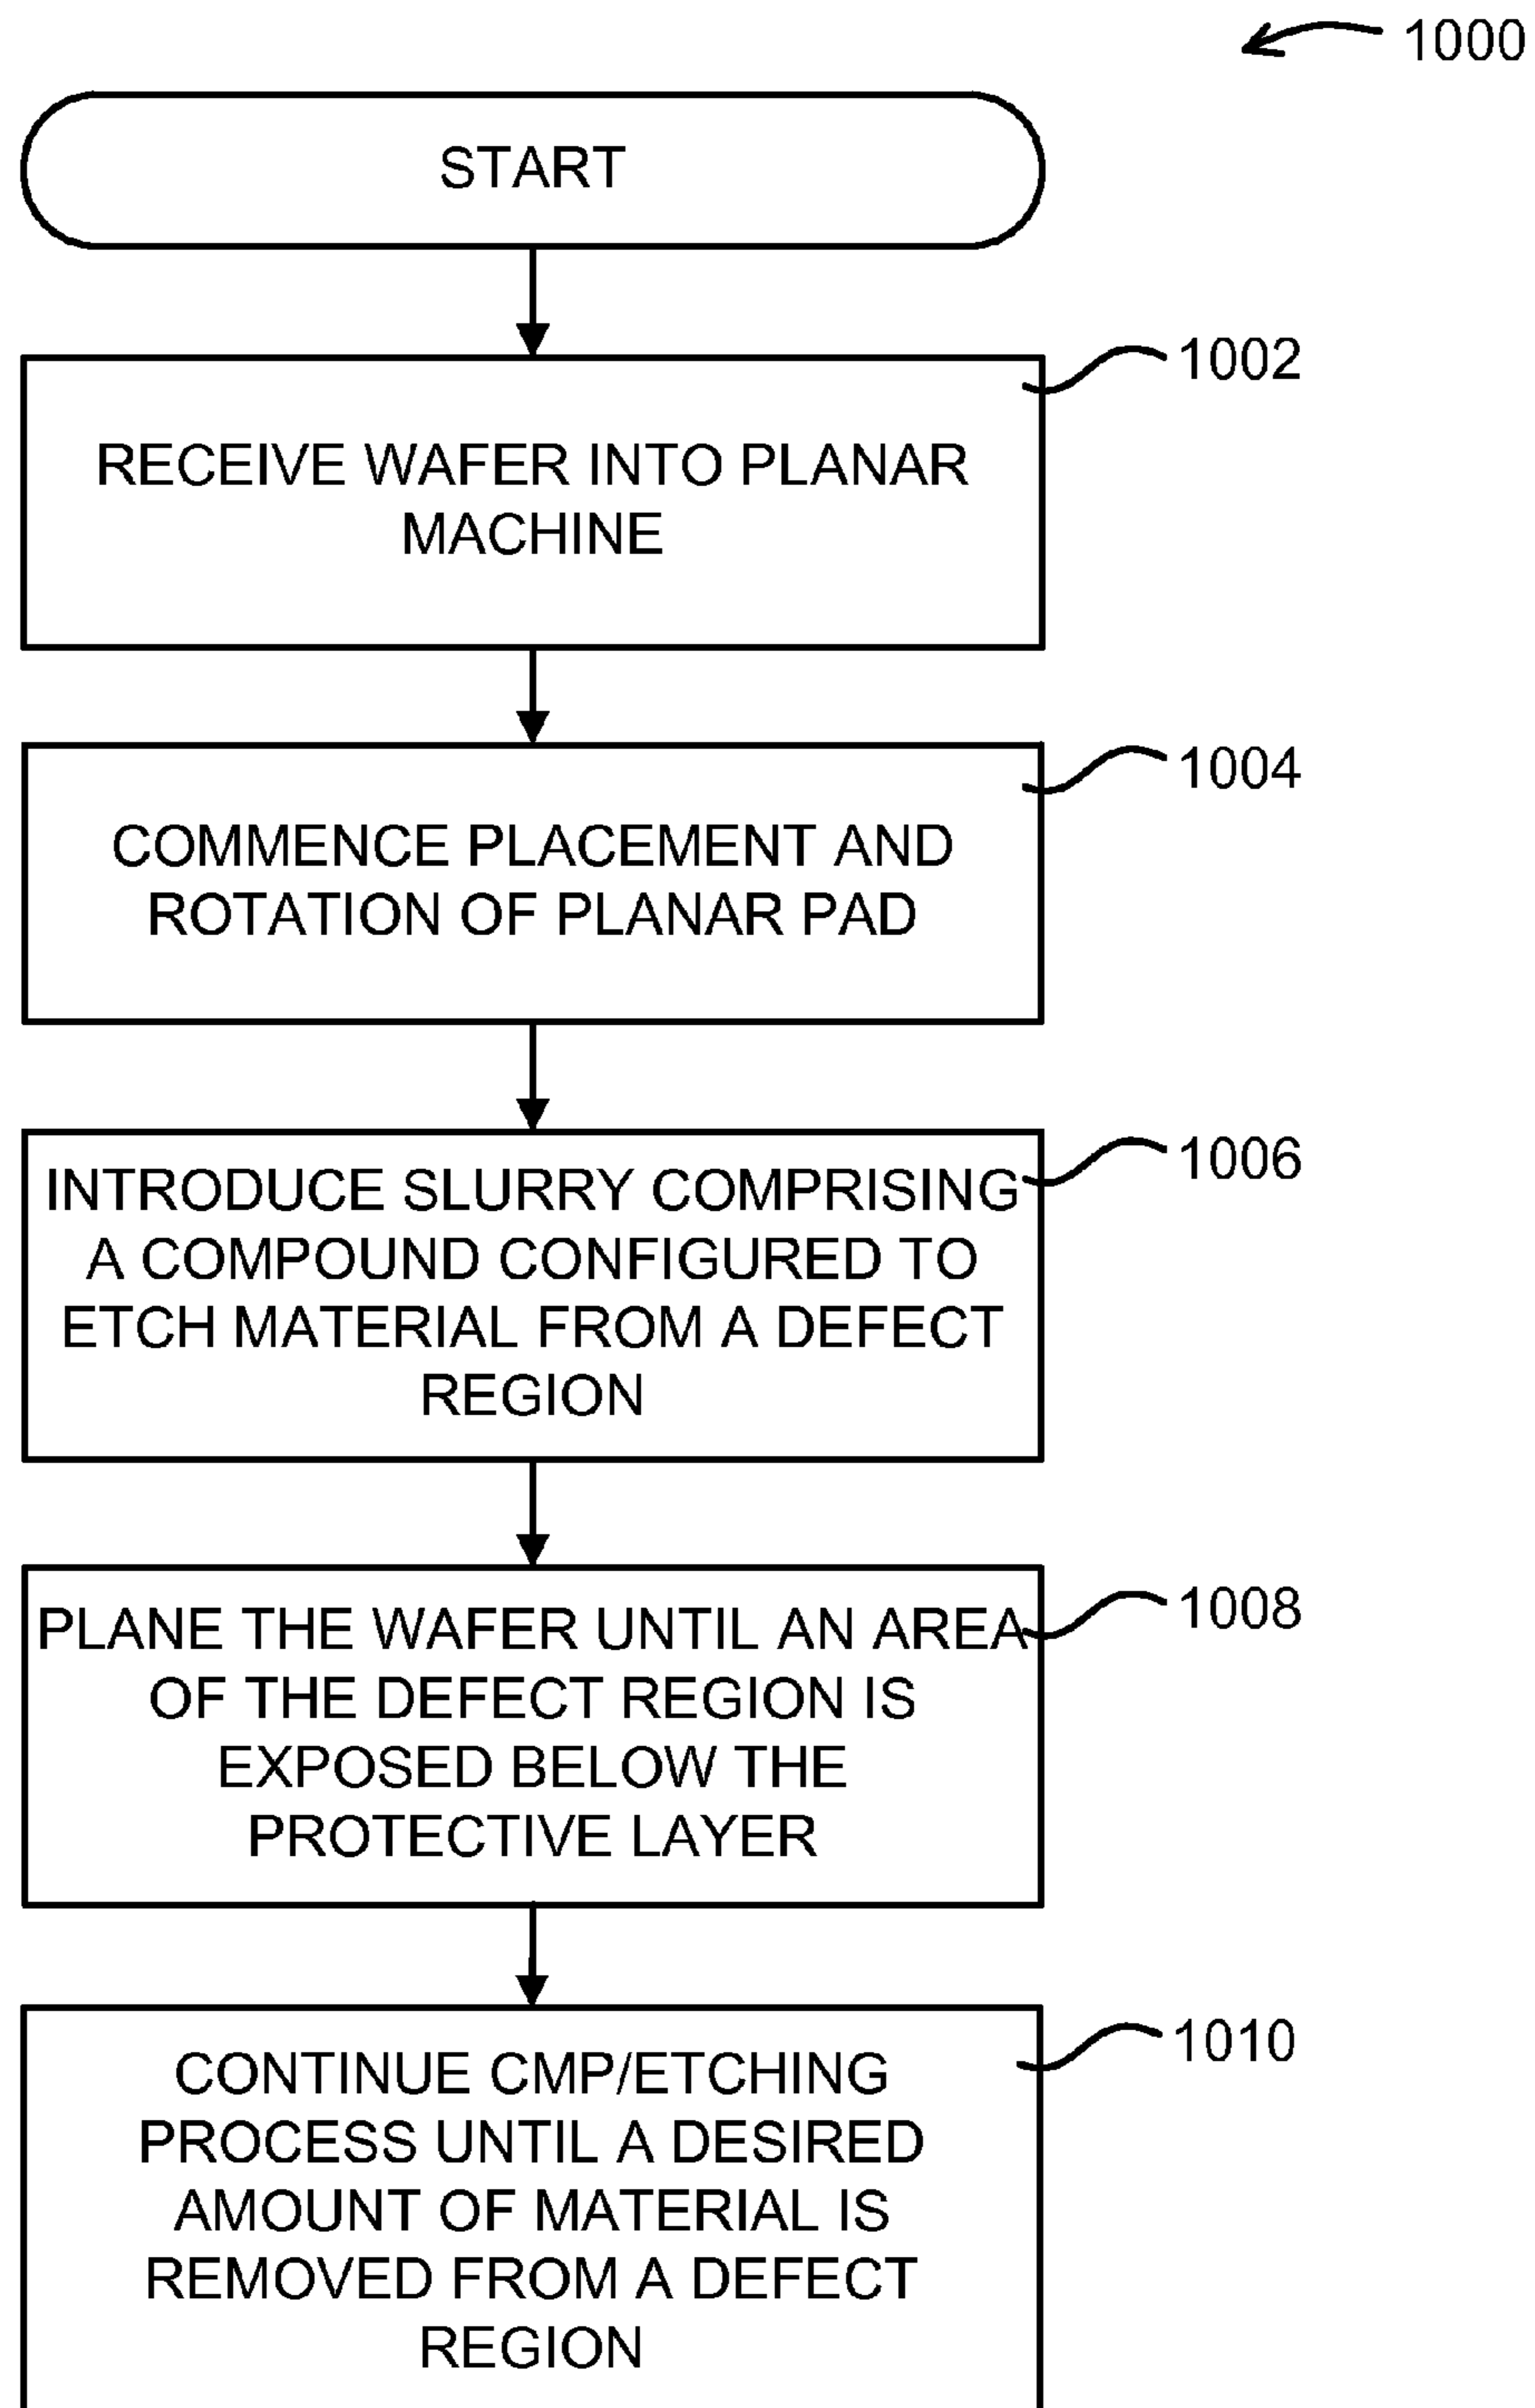 1000
START
1002
RECEIVE WAFER INTO PLANAR
MACHINE
1004
COMMENCE PLACEMENT AND
ROTATION OF PLANAR PAD
1006
INTRODUCE SLURRY COMPRISING
A COMPOUND CONFIGURED TO
ETCH MATERIAL FROM A DEFECT
REGION
1008
PLANE THE WAFER UNTIL AN AREA
OF THE DEFECT REGION IS
EXPOSED BELOW THE
PROTECTIVE LAYER
1010
CONTINUE CMP/ETCHING
PROCESS UNTIL A DESIRED
AMOUNT OF MATERIAL IS
REMOVED FROM A DEFECT
REGION